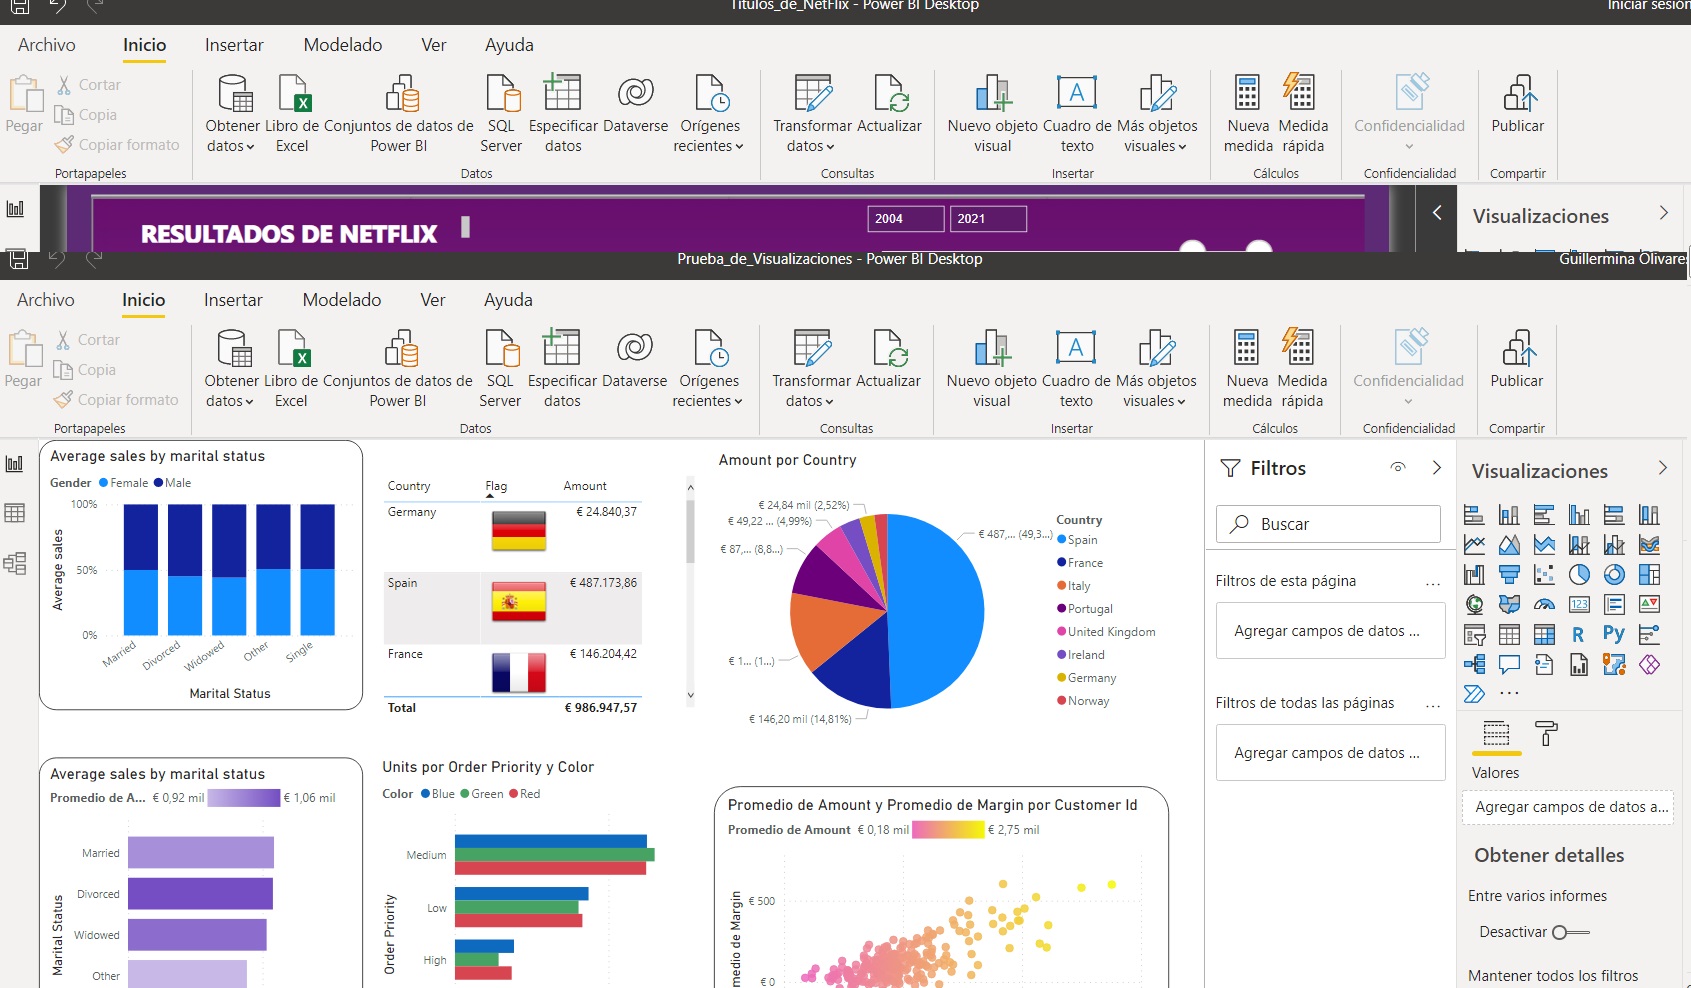 Titulos_de_NetFlix - Power BI Desktop
Iniciar sesión
Archivo Inicio Insertar Modelado Ver Ayuda
Pegar
Cortar
Copia
Copiar formato
Portapapeles
Obtener datos
Libro de Excel
Conjuntos de datos de Power BI
SQL Server
Especificar datos
Dataverse
Orígenes recientes
Datos
Transformar datos
Actualizar
Consultas
Nuevo objeto visual
Cuadro de texto
Más objetos visuales
Insertar
Nueva medida
Medida rápida
Cálculos
Confidencialidad
Confidencialidad
Publicar
Compartir
RESULTADOS DE NETFLIX
2004
2021
Visualizaciones
Prueba_de_Visualizaciones - Power BI Desktop
Guillermina Olivares
Archivo Inicio Insertar Modelado Ver Ayuda
Pegar
Cortar
Copia
Copiar formato
Portapapeles
Obtener datos
Libro de Excel
Conjuntos de datos de Power BI
SQL Server
Especificar datos
Dataverse
Orígenes recientes
Datos
Transformar datos
Actualizar
Consultas
Nuevo objeto visual
Cuadro de texto
Más objetos visuales
Insertar
Nueva medida
Medida rápida
Cálculos
Confidencialidad
Confidencialidad
Publicar
Compartir
Average sales by marital status
Gender Female Male
100%
50%
0%
Average sales
Married
Divorced
Widowed
Other
Single
Marital Status
Country Flag Amount
Germany € 24.840,37
Spain € 487.173,86
France € 146.204,42
Total € 986.947,57
Amount por Country
€ 24,84 mil (2,52%)
€ 49,22 ... (4,99%)
€ 87,... (8,8...)
€ 1... (1...)
€ 146,20 mil (14,81%)
€ 487,... (49,3...)
Country
Spain
France
Italy
Portugal
United Kingdom
Ireland
Germany
Norway
Average sales by marital status
Promedio de A... € 0,92 mil € 1,06 mil
Marital Status
Married
Divorced
Widowed
Other
Units por Order Priority y Color
Color Blue Green Red
Order Priority
Medium
Low
High
Promedio de Amount y Promedio de Margin por Customer Id
Promedio de Amount € 0,18 mil € 2,75 mil
medio de Margin
€ 500
€ 0
Filtros
Buscar
Filtros de esta página ...
Agregar campos de datos ...
Filtros de todas las páginas ...
Agregar campos de datos ...
Visualizaciones
123
R
Py
...
Valores
Agregar campos de datos a...
Obtener detalles
Entre varios informes
Desactivar
Mantener todos los filtros